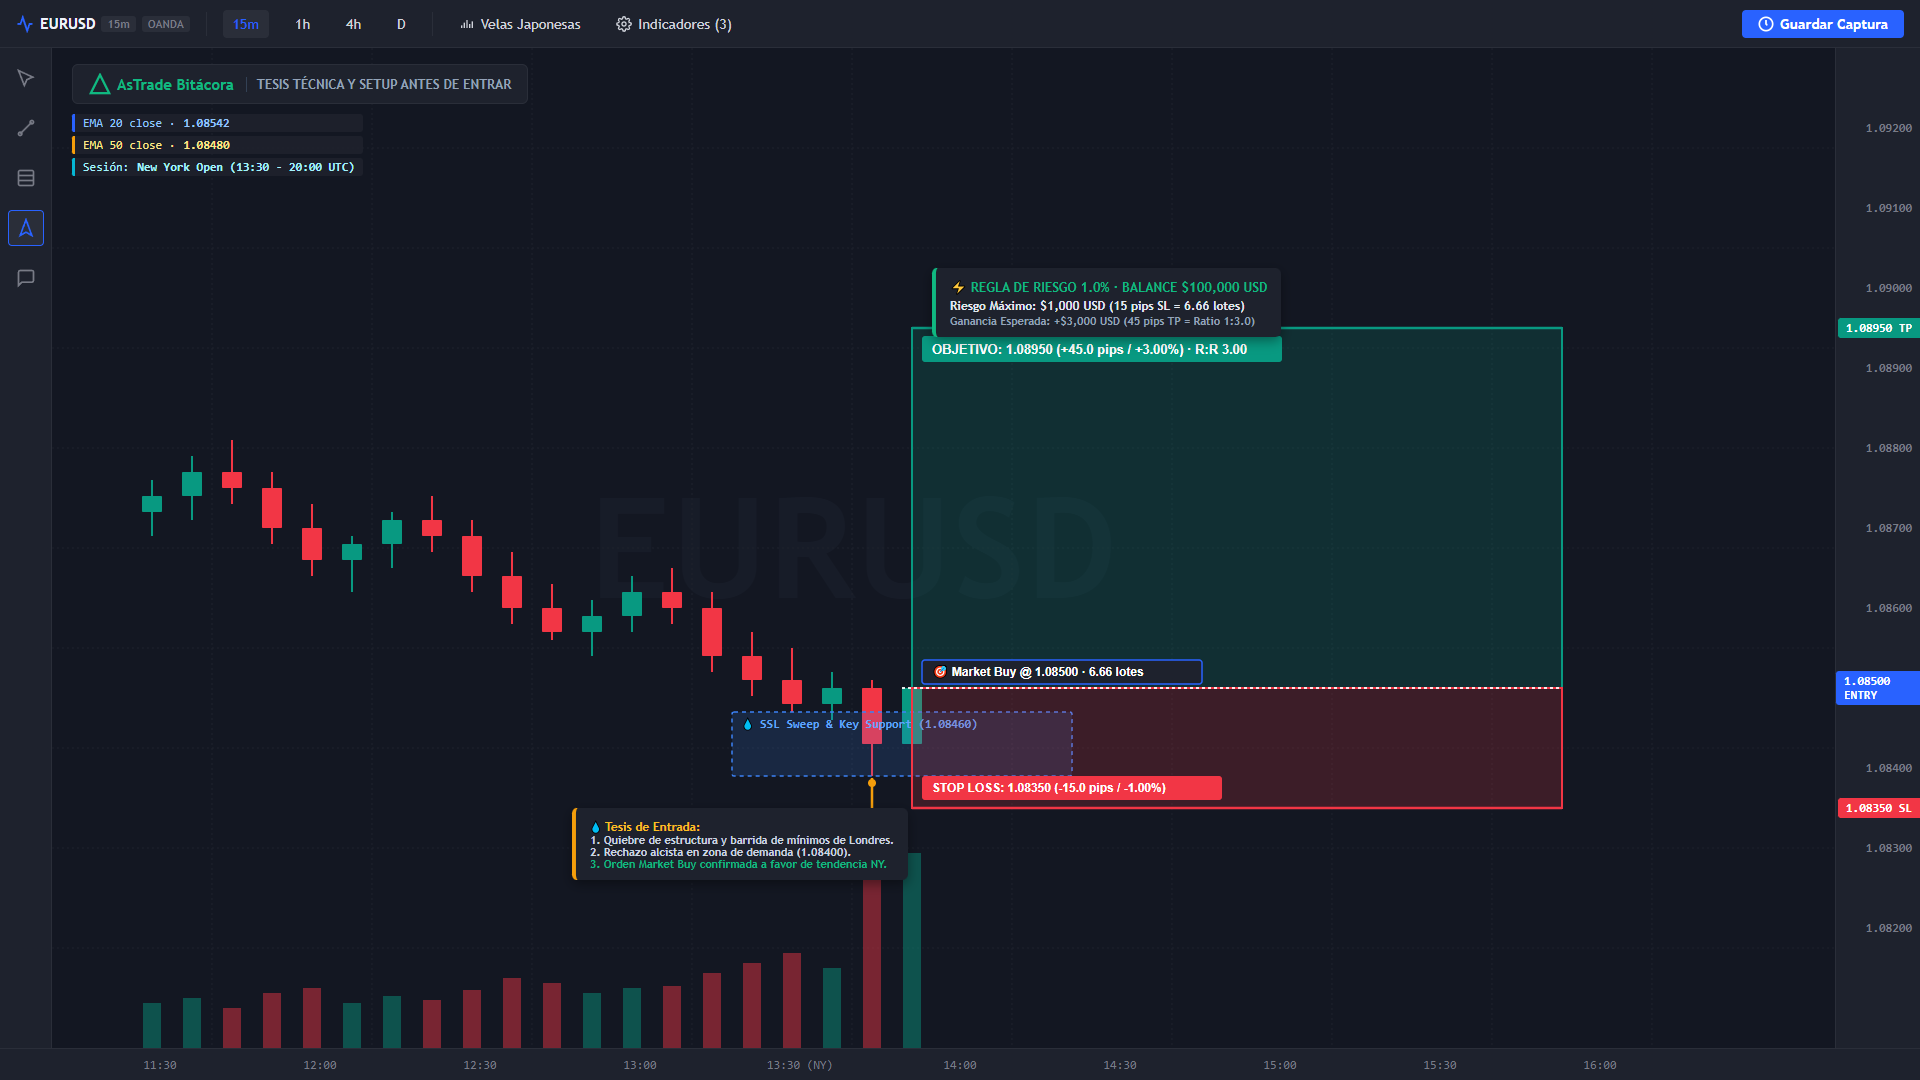 EURUSD 15m OANDA 15m 1h 4h D Velas Japonesas Indicadores (3) Guardar Captura
AsTrade Bitácora TESIS TÉCNICA Y SETUP ANTES DE ENTRAR
EMA 20 close · 1.08542
EMA 50 close · 1.08480
Sesión: New York Open (13:30 - 20:00 UTC)
1.09200
1.09100
1.09000
⚡ REGLA DE RIESGO 1.0% · BALANCE $100,000 USD
Riesgo Máximo: $1,000 USD (15 pips SL = 6.66 lotes)
Ganancia Esperada: +$3,000 USD (45 pips TP = Ratio 1:3.0)
1.08950 TP
OBJETIVO: 1.08950 (+45.0 pips / +3.00%) · R:R 3.00
1.08900
1.08800
1.08700
EURUSD
1.08600
🎯 Market Buy @ 1.08500 · 6.66 lotes
1.08500
ENTRY
💧 SSL Sweep & Key Support (1.08460)
1.08400
STOP LOSS: 1.08350 (-15.0 pips / -1.00%)
1.08350 SL
💧 Tesis de Entrada:
1. Quiebre de estructura y barrida de mínimos de Londres.
2. Rechazo alcista en zona de demanda (1.08400).
3. Orden Market Buy confirmada a favor de tendencia NY.
1.08300
1.08200
11:30 12:00 12:30 13:00 13:30 (NY) 14:00 14:30 15:00 15:30 16:00